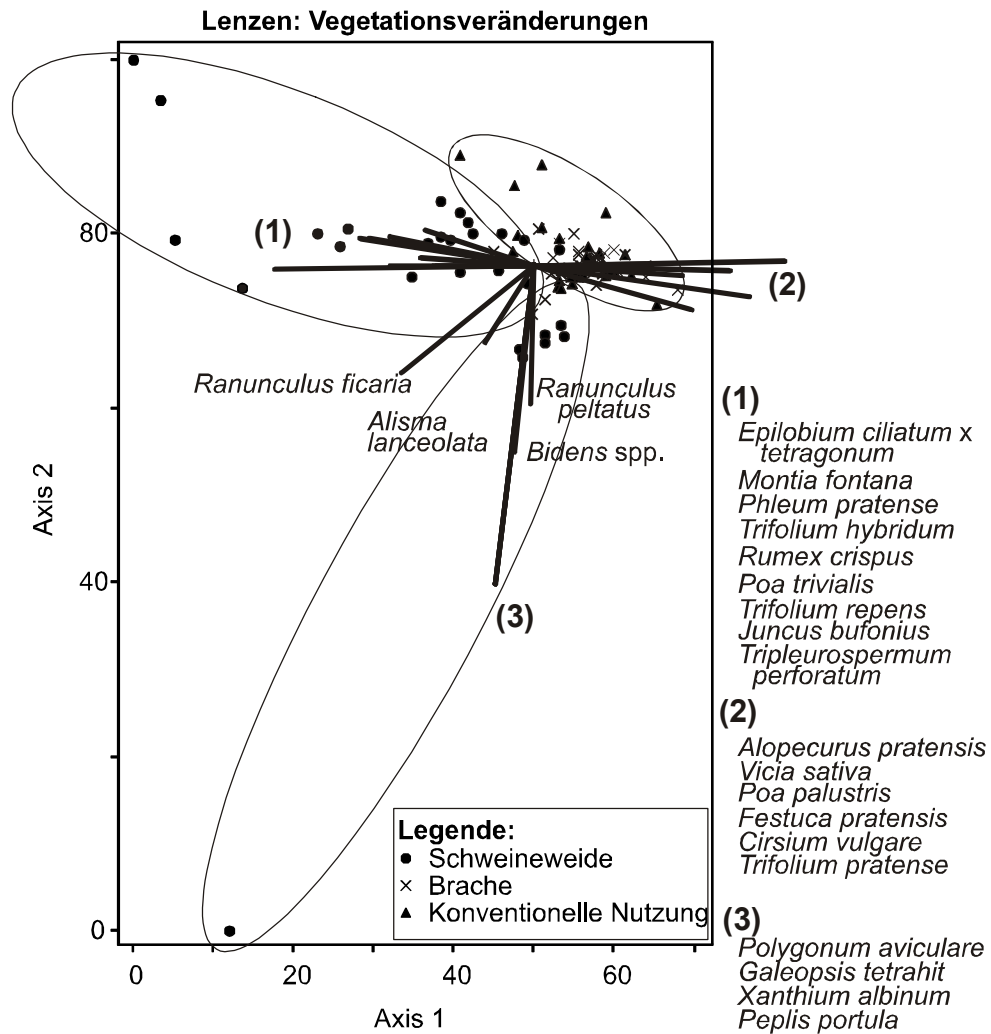 Lenzen: Vegetationsveränderungen
80
40
0
0
20
40
60
Axis 2
Axis 1
(1)
(2)
(3)
Ranunculus ficaria
Alisma
lanceolata
Ranunculus
peltatus
Bidens spp.
Legende:
Schweineweide
Brache
Konventionelle Nutzung
(1)
Epilobium ciliatum x
tetragonum
Montia fontana
Phleum pratense
Trifolium hybridum
Rumex crispus
Poa trivialis
Trifolium repens
Juncus bufonius
Tripleurospermum
perforatum
(2)
Alopecurus pratensis
Vicia sativa
Poa palustris
Festuca pratensis
Cirsium vulgare
Trifolium pratense
(3)
Polygonum aviculare
Galeopsis tetrahit
Xanthium albinum
Peplis portula